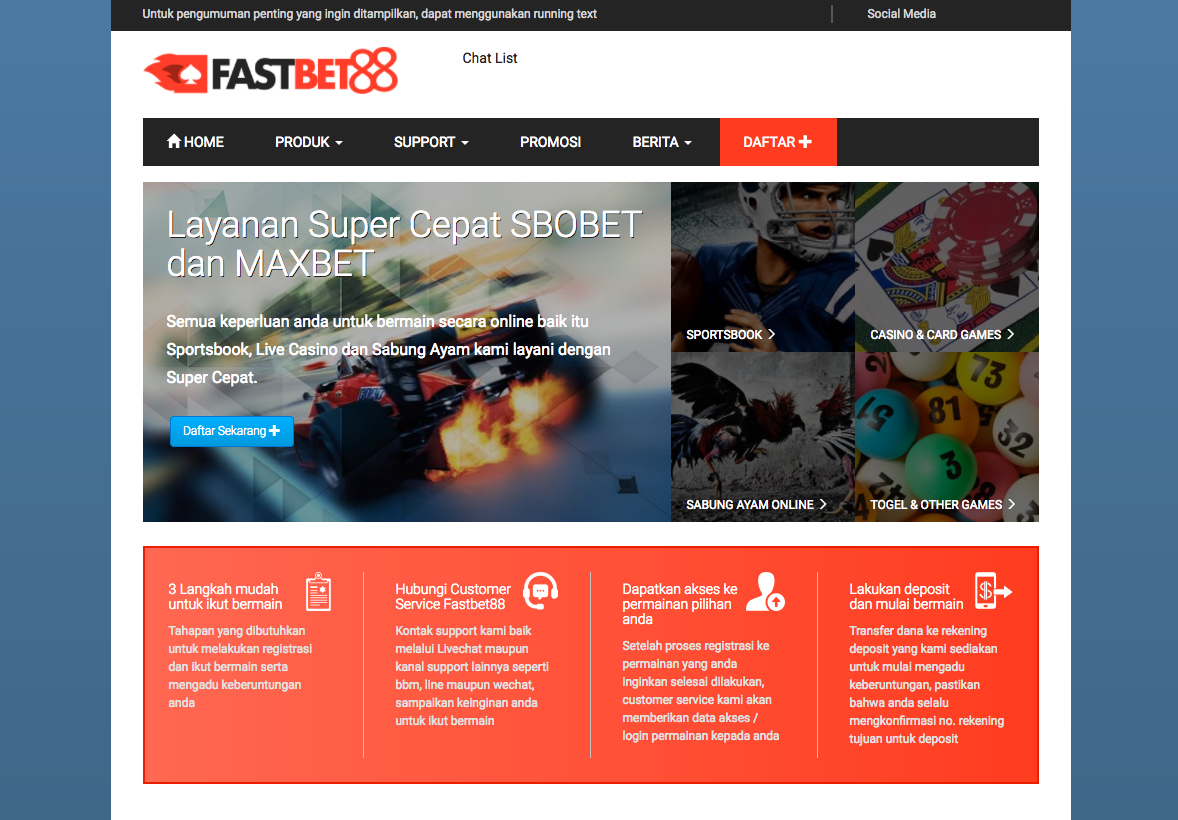 Untuk pengumuman penting yang ingin ditampilkan, dapat menggunakan running text
Social Media
FASTBET88
Chat List
HOME
PRODUK
SUPPORT
PROMOSI
BERITA
DAFTAR
Layanan Super Cepat SBOBET
dan MAXBET
Semua keperluan anda untuk bermain secara online baik itu
Sportsbook, Live Casino dan Sabung Ayam kami layani dengan
Super Cepat.
Daftar Sekarang
SPORTSBOOK
CASINO & CARD GAMES
SABUNG AYAM ONLINE
TOGEL & OTHER GAMES
73
81
32
3
3 Langkah mudah
untuk ikut bermain
Tahapan yang dibutuhkan
untuk melakukan registrasi
dan ikut bermain serta
mengadu keberuntungan
anda
Hubungi Customer
Service Fastbet88
Kontak support kami baik
melalui Livechat maupun
kanal support lainnya seperti
bbm, line maupun wechat,
sampaikan keinginan anda
untuk ikut bermain
Dapatkan akses ke
permainan pilihan
anda
Setelah proses registrasi ke
permainan yang anda
inginkan selesai dilakukan,
customer service kami akan
memberikan data akses /
login permainan kepada anda
Lakukan deposit
dan mulai bermain
Transfer dana ke rekening
deposit yang kami sediakan
untuk mulai mengadu
keberuntungan, pastikan
bahwa anda selalu
mengkonfirmasi no. rekening
tujuan untuk deposit